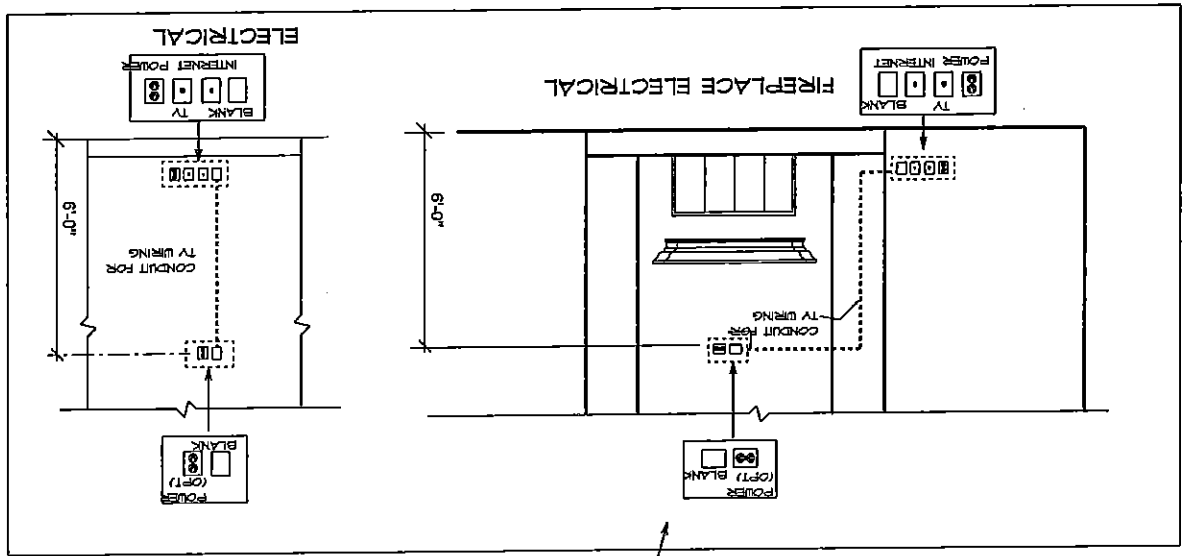 POWER
(OPT) BLANK
CONDUIT FOR
TV WIRING
6'-0"
TV BLANK
POWER INTERNET
FIREPLACE ELECTRICAL
POWER
(OPT)
BLANK
CONDUIT FOR
TV WIRING
6'-0"
BLANK TV
INTERNET POWER
ELECTRICAL